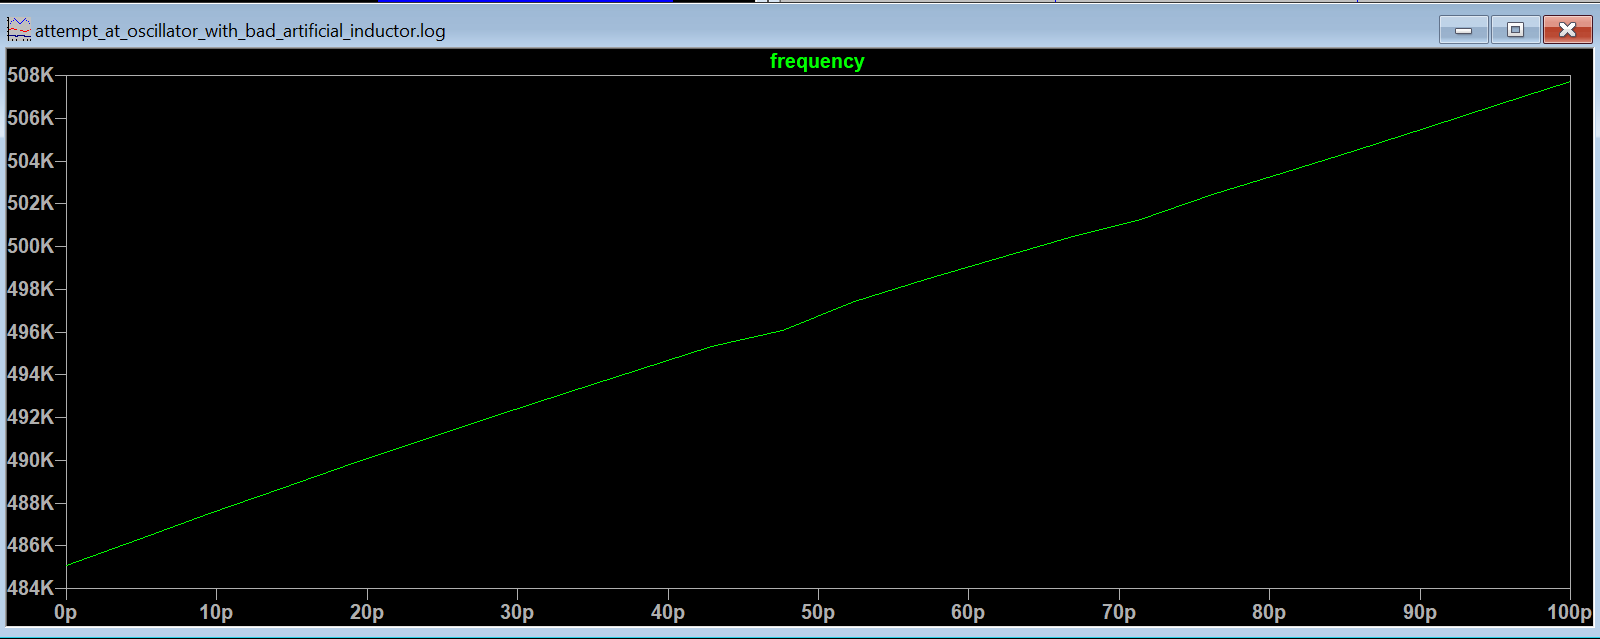 attempt_at_oscillator_with_bad_artificial_inductor.log
frequency
508K
506K
504K
502K
500K
498K
496K
494K
492K
490K
488K
486K
484K
0p 10p 20p 30p 40p 50p 60p 70p 80p 90p 100p